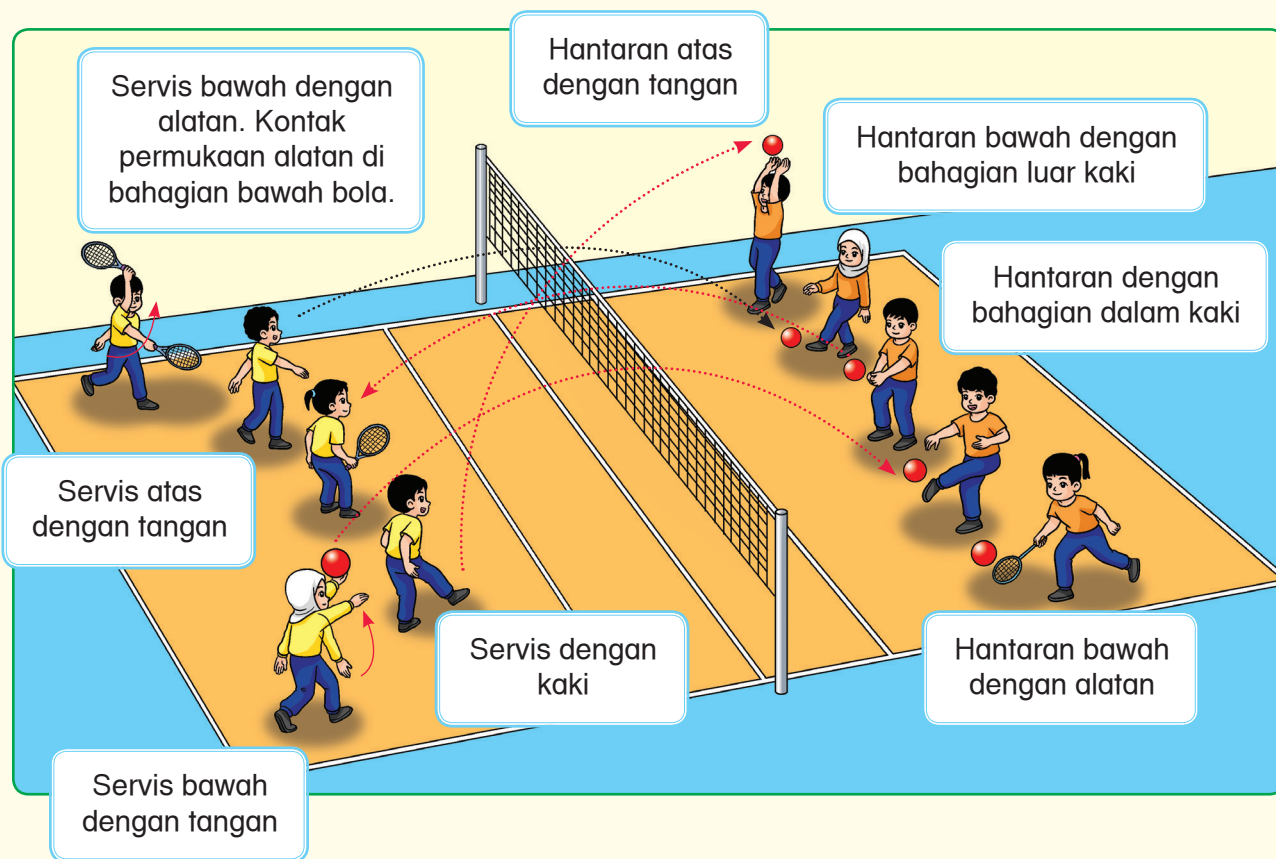 Hantaran atas
dengan tangan
Servis bawah dengan
alatan. Kontak
permukaan alatan di
bahagian bawah bola.
Hantaran bawah dengan
bahagian luar kaki
Hantaran dengan
bahagian dalam kaki
Servis atas
dengan tangan
Servis dengan
kaki
Hantaran bawah
dengan alatan
Servis bawah
dengan tangan